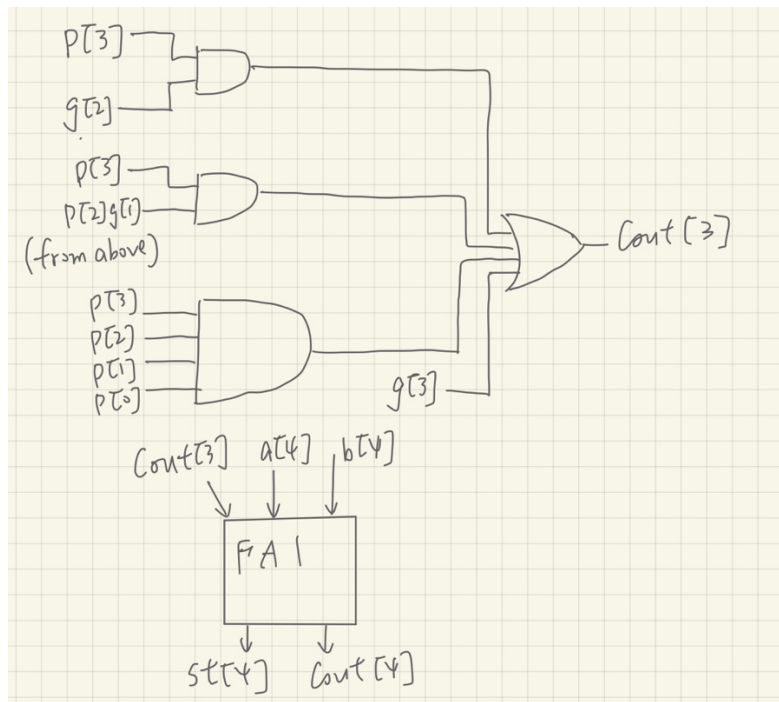 p[3]
g[2]
p[3]
p[2]g[1]
(from above)
p[3]
p[2]
p[1]
p[0]
g[3]
Cout[3]
Cout[3] a[4] b[4]
FA1
St[4] Cout[4]